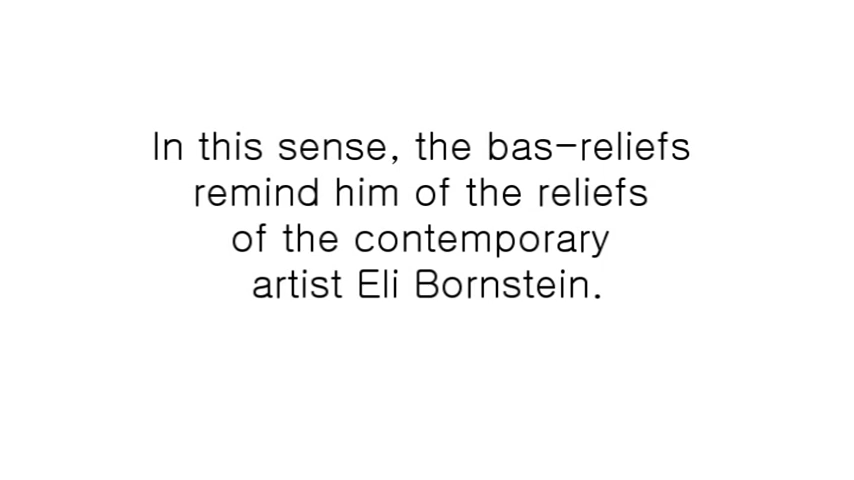 In this sense, the bas-reliefs
remind him of the reliefs
of the contemporary
artist Eli Bornstein.